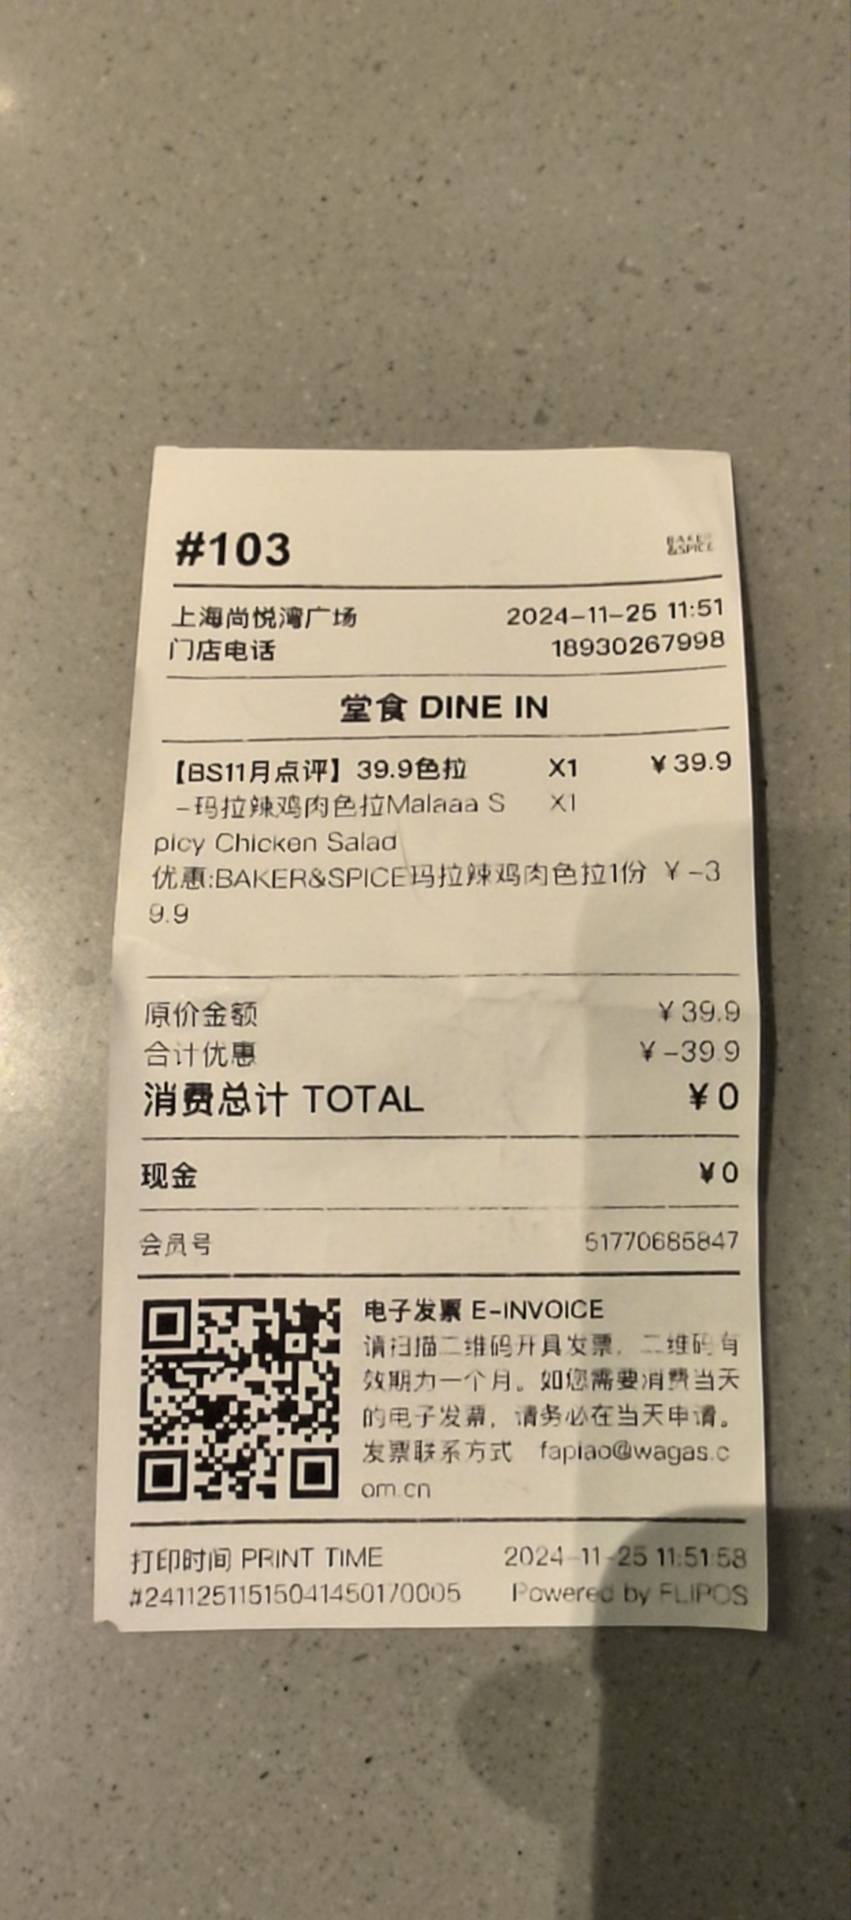 #103
BAKER
&SPICE
上海尚悦湾广场 2024-11-25 11:51
门店电话 18930267998
堂食 DINE IN
【BS11月点评】39.9色拉 X1 ¥39.9
-玛拉辣鸡肉色拉Malaaa S X1
picy Chicken Salad
优惠:BAKER&SPICE玛拉辣鸡肉色拉1份 ¥-3
9.9
原价金额 ¥39.9
合计优惠 ¥-39.9
消费总计 TOTAL ¥0
现金 ¥0
会员号 51770685847
电子发票 E-INVOICE
请扫描二维码开具发票，二维码有
效期为一个月。如您需要消费当天
的电子发票，请务必在当天申请。
发票联系方式 fapiao@wagas.c
om.cn
打印时间 PRINT TIME 2024-11-25 11:51:58
#2411251151504145017​0005 Powered by FLIPOS